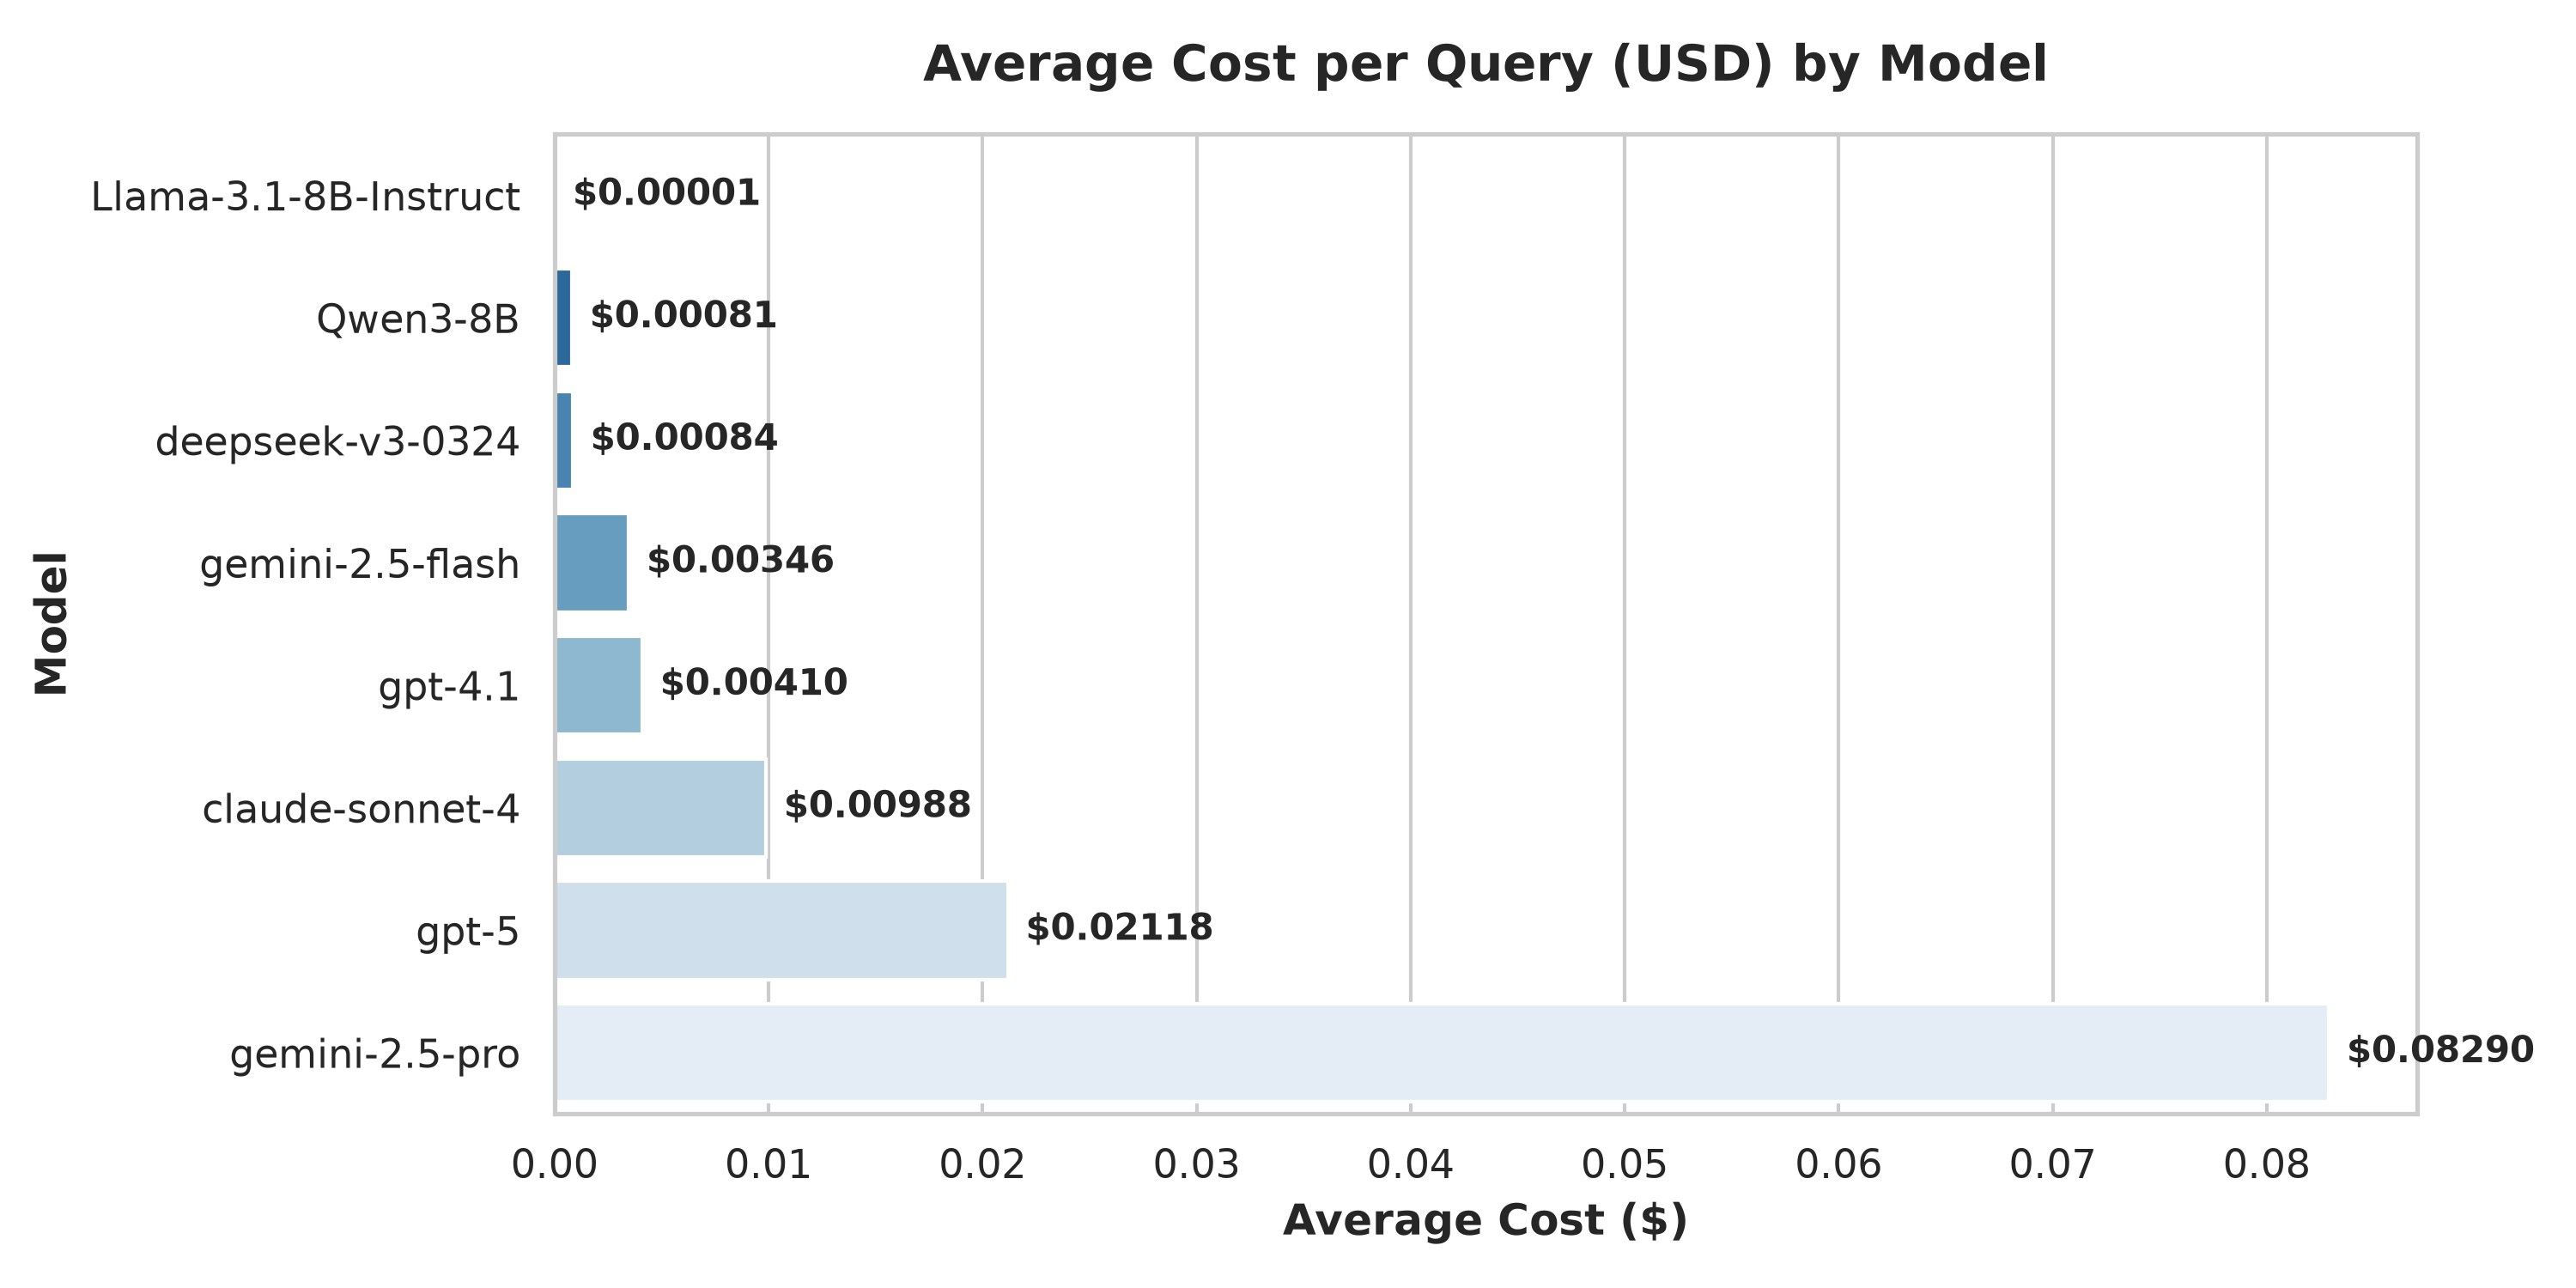 Average Cost per Query (USD) by Model
Model
Llama-3.1-8B-Instruct $0.00001
Qwen3-8B $0.00081
deepseek-v3-0324 $0.00084
gemini-2.5-flash $0.00346
gpt-4.1 $0.00410
claude-sonnet-4 $0.00988
gpt-5 $0.02118
gemini-2.5-pro $0.08290
0.00 0.01 0.02 0.03 0.04 0.05 0.06 0.07 0.08
Average Cost ($)